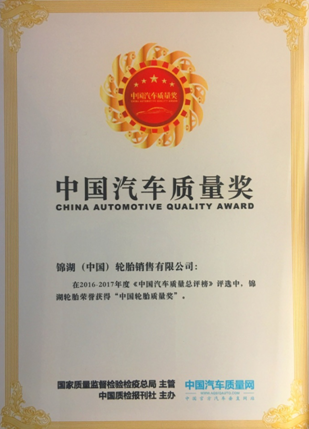 中国汽车质量奖
中国汽车质量奖
CHINA AUTOMOTIVE QUALITY AWARD
锦湖（中国）轮胎销售有限公司：
在2016-2017年度《中国汽车质量总评榜》评选中，锦
湖轮胎荣誉获得“中国轮胎质量奖”。
国家质量监督检验检疫总局 主管
中国质检报刊社 主办
中国汽车质量网